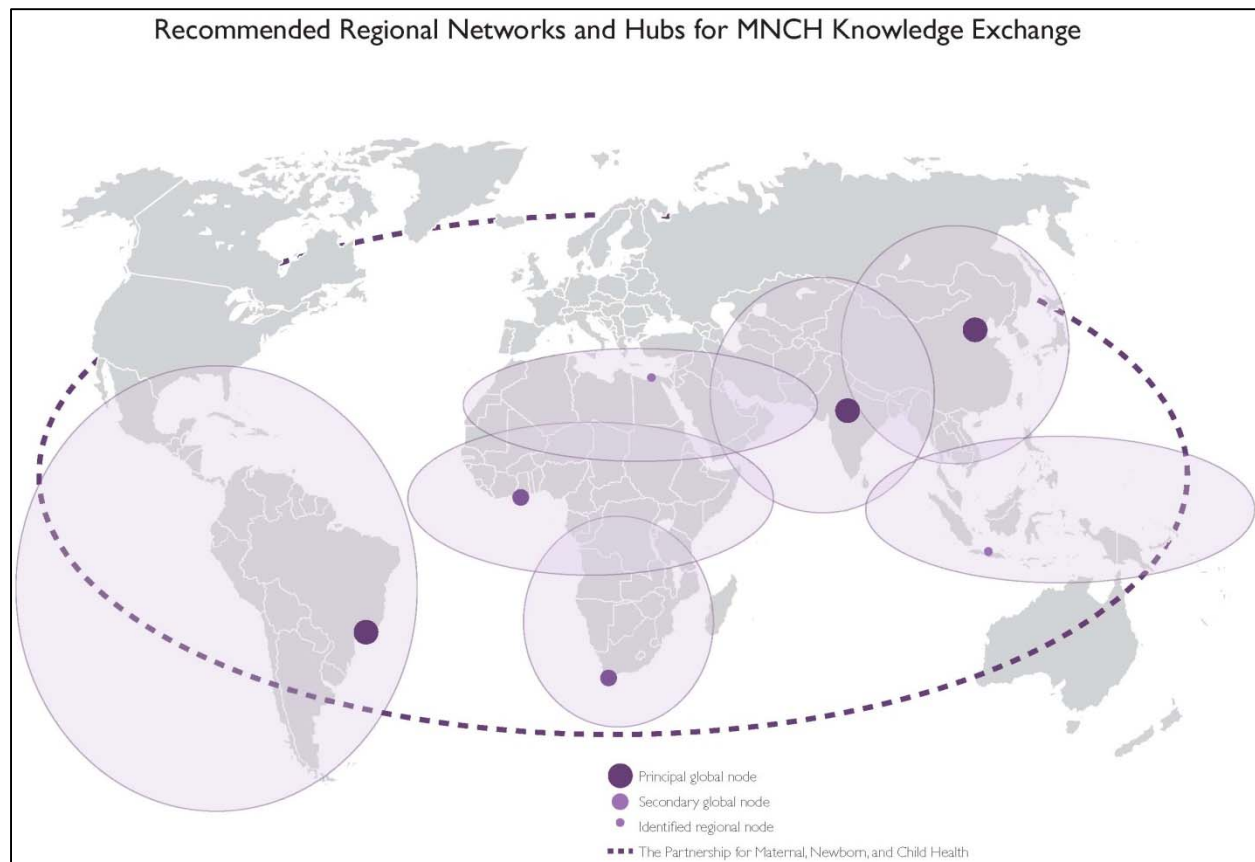 Recommended Regional Networks and Hubs for MNCH Knowledge Exchange
Principal global node
Secondary global node
Identified regional node
The Partnership for Maternal, Newborn, and Child Health